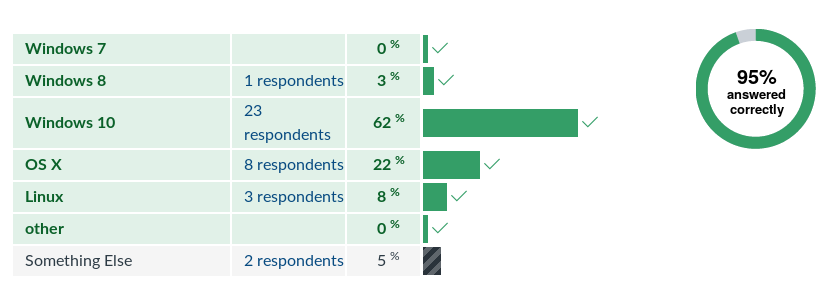 Windows 7 0 %
Windows 8 1 respondents 3 %
Windows 10 23 respondents 62 %
OS X 8 respondents 22 %
Linux 3 respondents 8 %
other 0 %
Something Else 2 respondents 5 %
95%
answered
correctly